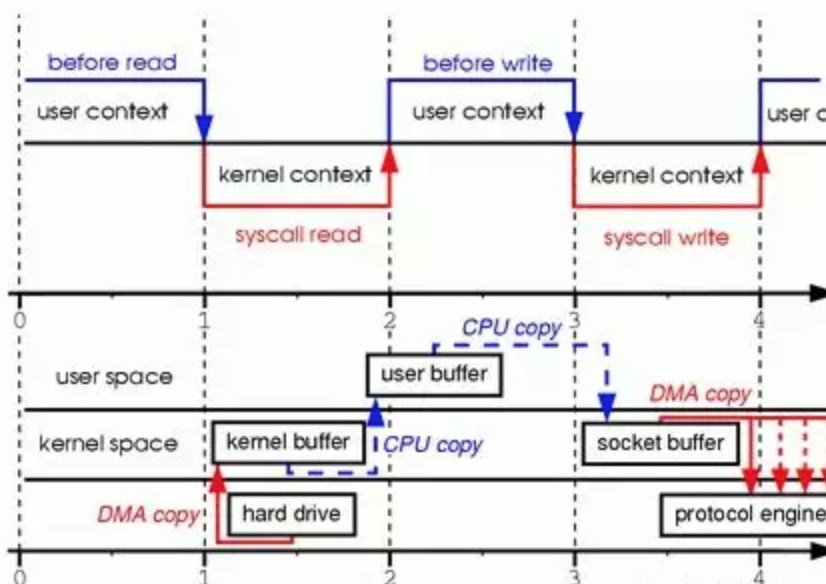 before read
before write
user context
user context
user c
kernel context
kernel context
syscall read
syscall write
0 1 2 3 4
CPU copy
user space
user buffer
DMA copy
kernel space
kernel buffer
CPU copy
socket buffer
DMA copy
hard drive
protocol engine
0 1 2 3 4